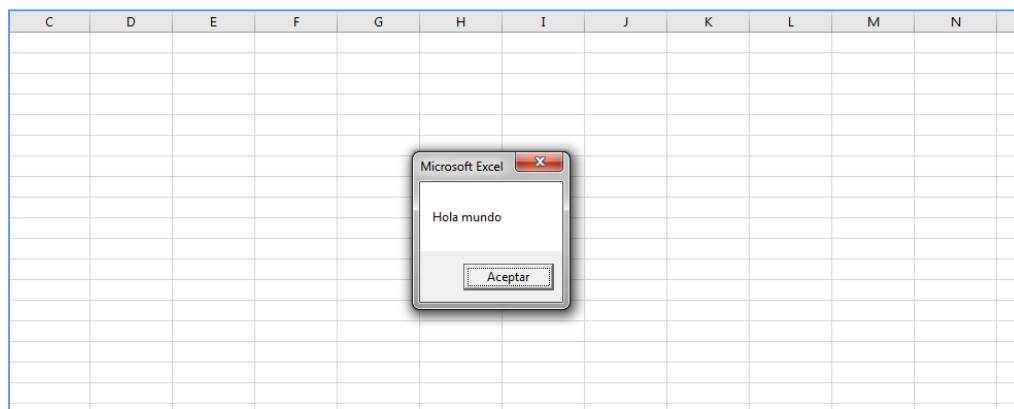 C D E F G H I J K L M N
Microsoft Excel
Hola mundo
Aceptar